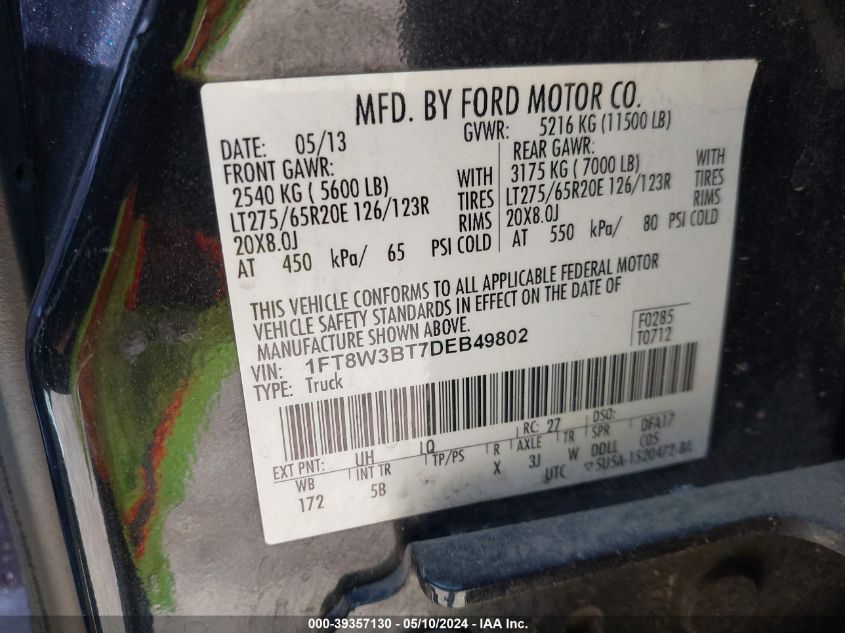 MFD. BY FORD MOTOR CO.
DATE: 05/13 GVWR: 5216 KG (11500 LB)
FRONT GAWR: REAR GAWR:
2540 KG ( 5600 LB) WITH 3175 KG ( 7000 LB) WITH
LT275/65R20E 126/123R TIRES LT275/65R20E 126/123R TIRES
20X8.0J RIMS 20X8.0J RIMS
AT 450 kPa/ 65 PSI COLD AT 550 kPa/ 80 PSI COLD
THIS VEHICLE CONFORMS TO ALL APPLICABLE FEDERAL MOTOR
VEHICLE SAFETY STANDARDS IN EFFECT ON THE DATE OF
MANUFACTURE SHOWN ABOVE.
VIN: 1FT8W3BT7DEB49802 F0285
TYPE: Truck T0712
EXT PNT: UH LQ RC: 27 DSO:
WB INT TR TP/PS R AXLE TR SPR DFA17
172 5B X 3J W DDLL C05
UTC ▽5U5A-1520472-BA
000-39357130 - 05/10/2024 - IAA Inc.